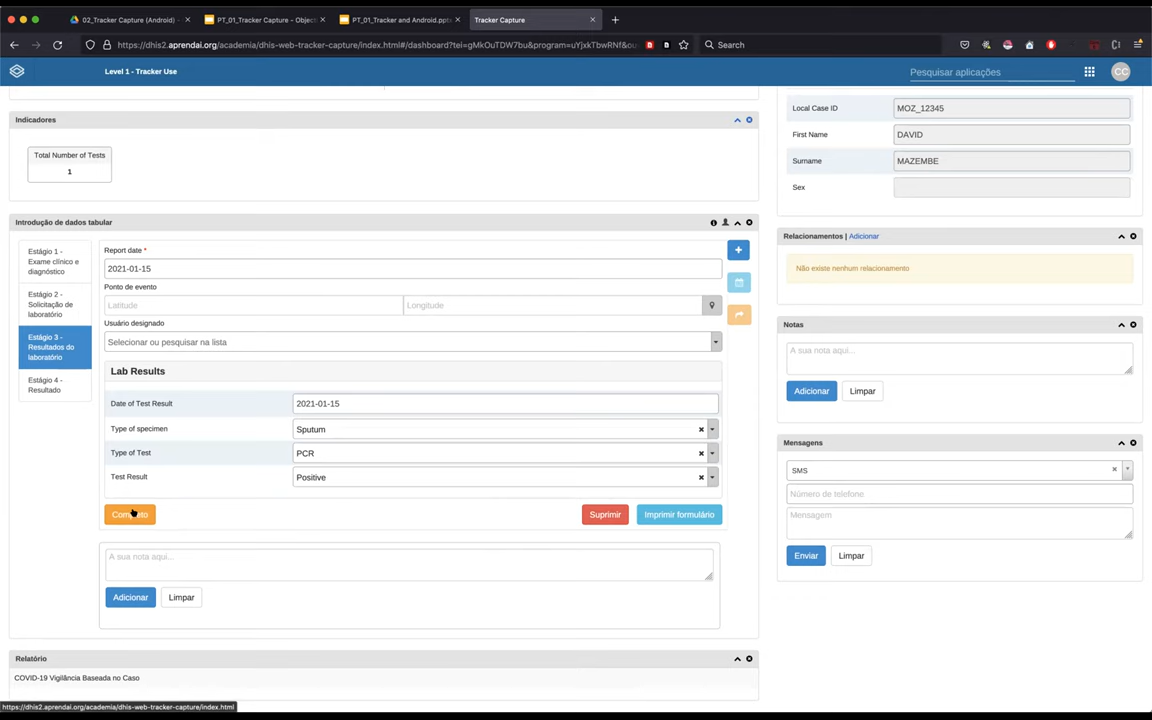 02_Tracker Capture (Android) -
PT_01_Tracker Capture - Object
PT_01_Tracker and Android.pptx
Tracker Capture
https://dhis2.aprendai.org/academia/dhis-web-tracker-capture/index.html#/dashboard?tei=gMkOuTDW7bu&program=uYjxkTbwRNf&ou
Search
Level 1 - Tracker Use
Pesquisar aplicações
CC
Indicadores
Total Number of Tests
1
Introdução de dados tabular
Estágio 1 -
Exame clínico e
diagnóstico
Estágio 2 -
Solicitação de
laboratório
Estágio 3 -
Resultados do
laboratório
Estágio 4 -
Resultado
Report date *
2021-01-15
Ponto de evento
Latitude
Longitude
Usuário designado
Selecionar ou pesquisar na lista
Lab Results
Date of Test Result
2021-01-15
Type of specimen
Sputum
Type of Test
PCR
Test Result
Positive
Completo
Suprimir
Imprimir formulário
A sua nota aqui...
Adicionar
Limpar
Relatório
COVID-19 Vigilância Baseada no Caso
https://dhis2.aprendai.org/academia/dhis-web-tracker-capture/index.html
Local Case ID
MOZ_12345
First Name
DAVID
Surname
MAZEMBE
Sex
Relacionamentos | Adicionar
Não existe nenhum relacionamento
Notas
A sua nota aqui...
Adicionar
Limpar
Mensagens
SMS
Número de telefone
Mensagem
Enviar
Limpar